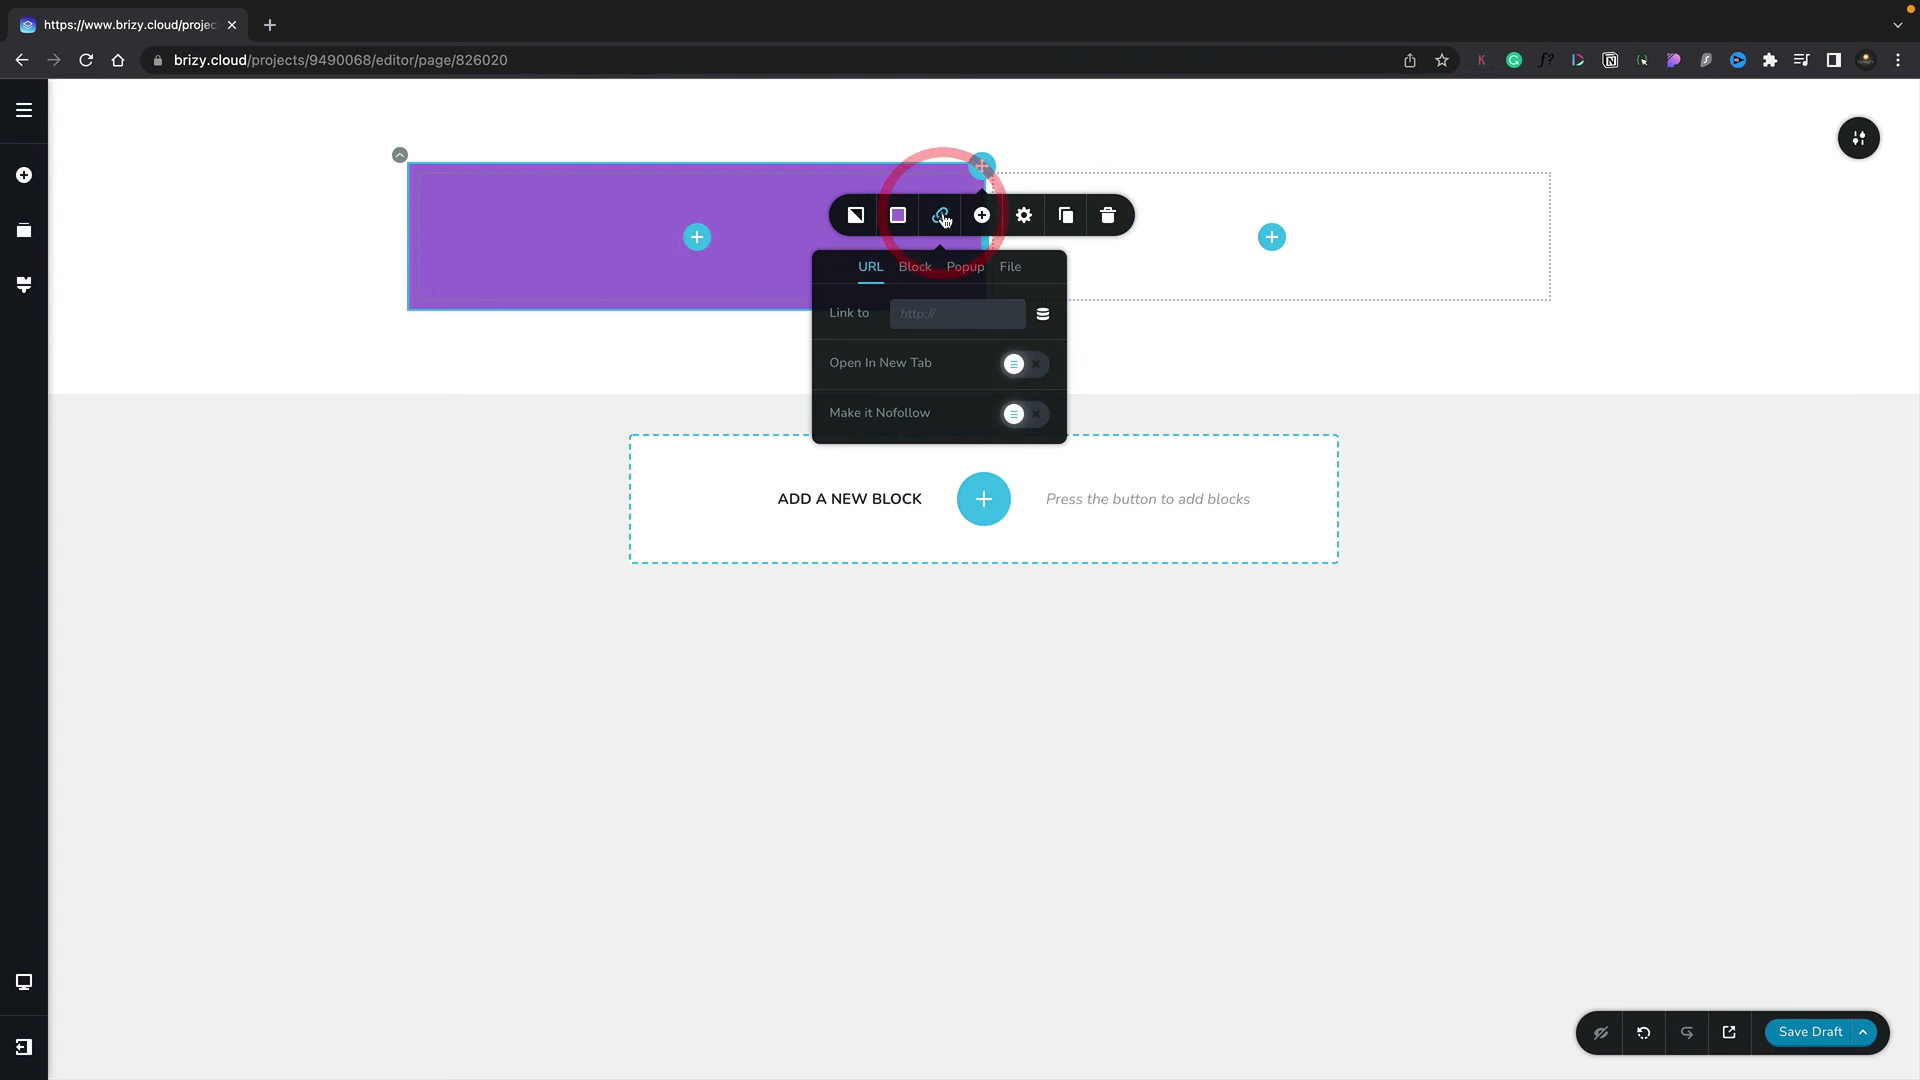 https://www.brizy.cloud/projec
brizy.cloud/projects/9490068/editor/page/826020
URL Block Popup File
Link to http://
Open In New Tab
Make it Nofollow
ADD A NEW BLOCK Press the button to add blocks
Save Draft